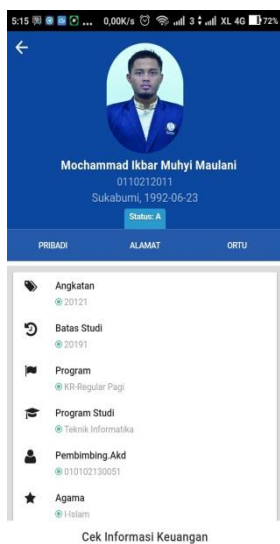 5:15 ... 0,00K/s 3 XL 4G 72%
Mochammad Ikbar Muhyi Maulani
0110212011
Sukabumi, 1992-06-23
Status: A
PRIBADI ALAMAT ORTU
Angkatan
20121
Batas Studi
20191
Program
KR-Regular Pagi
Program Studi
Teknik Informatika
Pembimbing.Akd
010102130051
Agama
I-Islam
Cek Informasi Keuangan